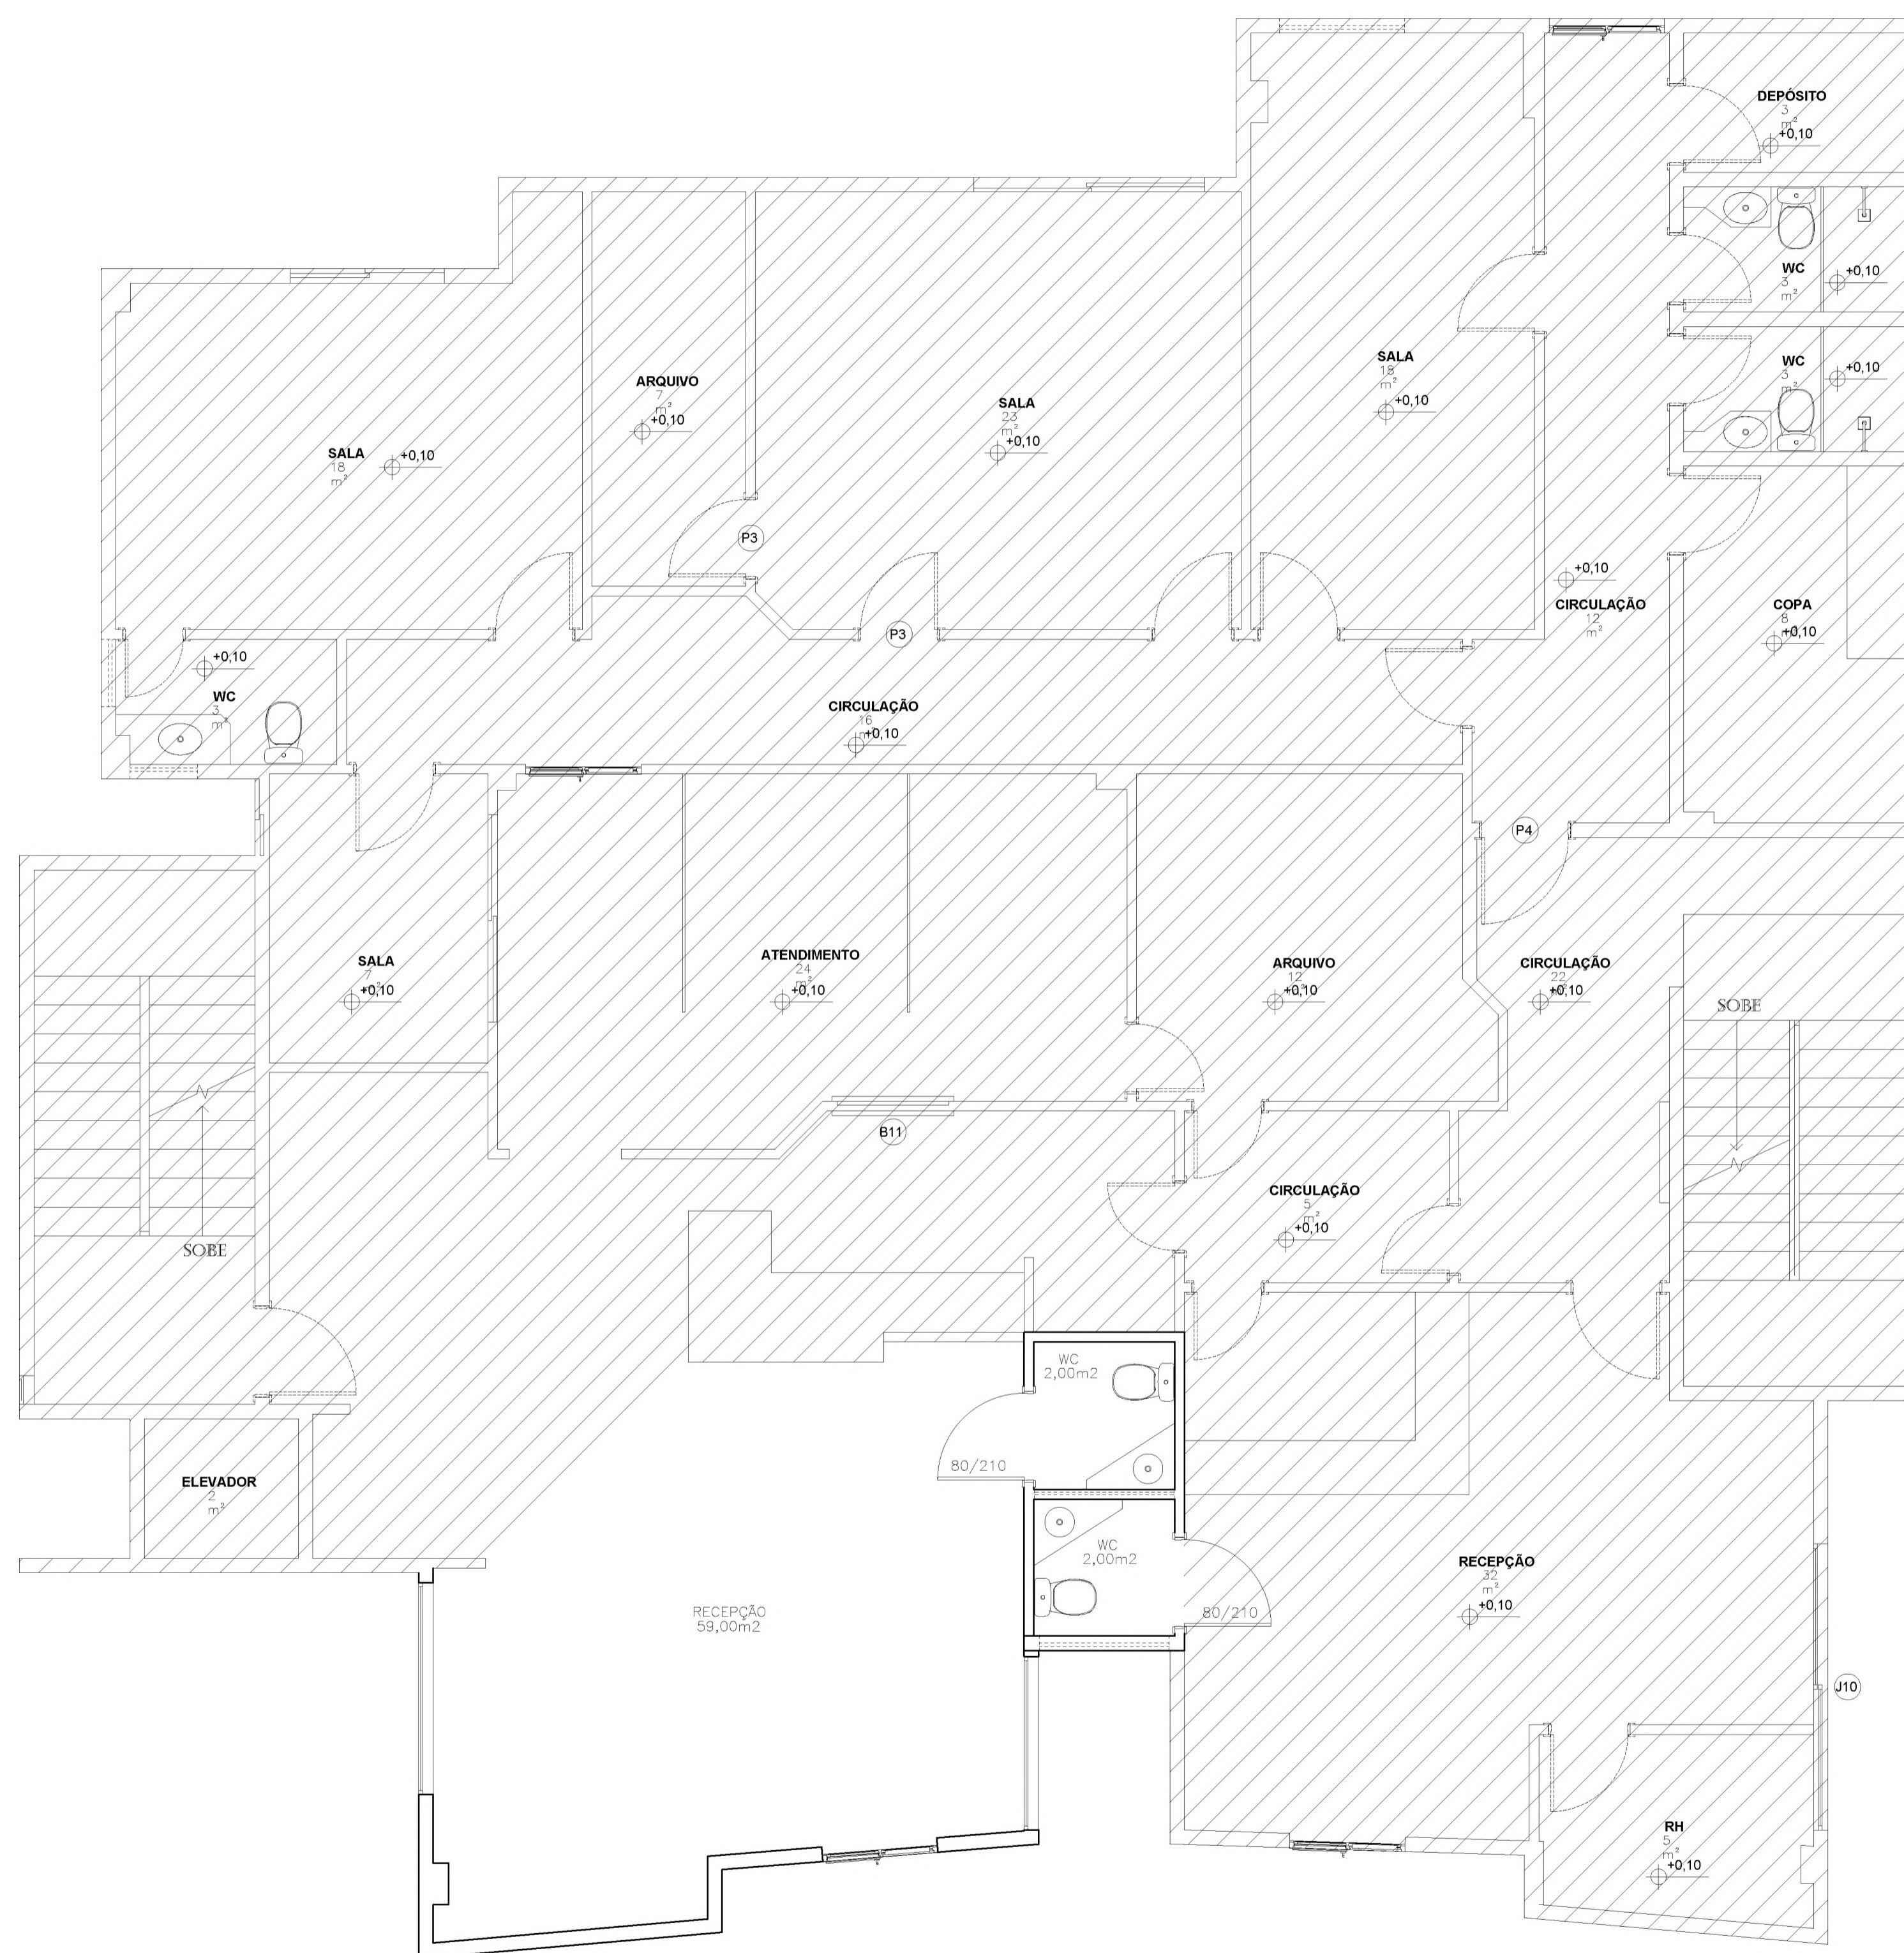 DEPÓSITO
3
m²
+0,10
WC
3
m²
+0,10
SALA
18
m²
+0,10
WC
3
m²
+0,10
ARQUIVO
7
m²
+0,10
SALA
23
m²
+0,10
SALA
18
m²
+0,10
P3
+0,10
CIRCULAÇÃO
12
m²
COPA
8
+0,10
P3
+0,10
WC
3
m²
CIRCULAÇÃO
16
+0,10
P4
SALA
7
+0,10
ATENDIMENTO
24
m²
+0,10
ARQUIVO
12
+0,10
CIRCULAÇÃO
22
+0,10
SOBE
B11
CIRCULAÇÃO
5
m²
+0,10
SOBE
WC
2,00m2
80/210
ELEVADOR
2
m²
WC
2,00m2
80/210
RECEPÇÃO
32
m²
+0,10
RECEPÇÃO
59,00m2
J10
RH
5
m²
+0,10